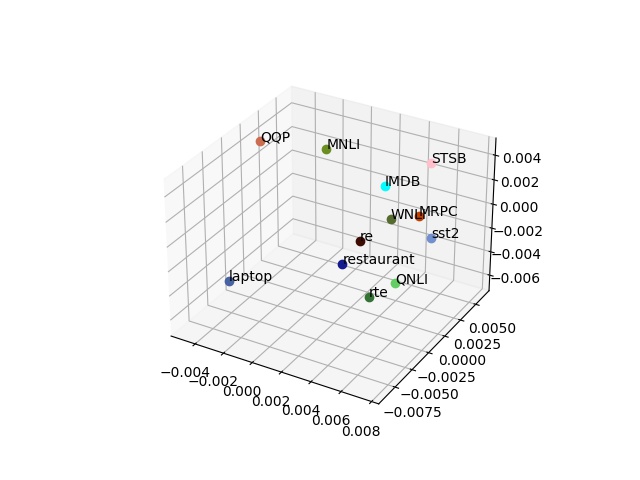 QQP
MNLI
STSB
IMDB
WNLI
MRPC
sst2
re
restaurant
laptop
QNLI
rte
0.004
0.002
0.000
−0.002
−0.004
−0.006
0.0050
0.0025
0.0000
−0.0025
−0.0050
−0.0075
−0.004
−0.002
0.000
0.002
0.004
0.006
0.008